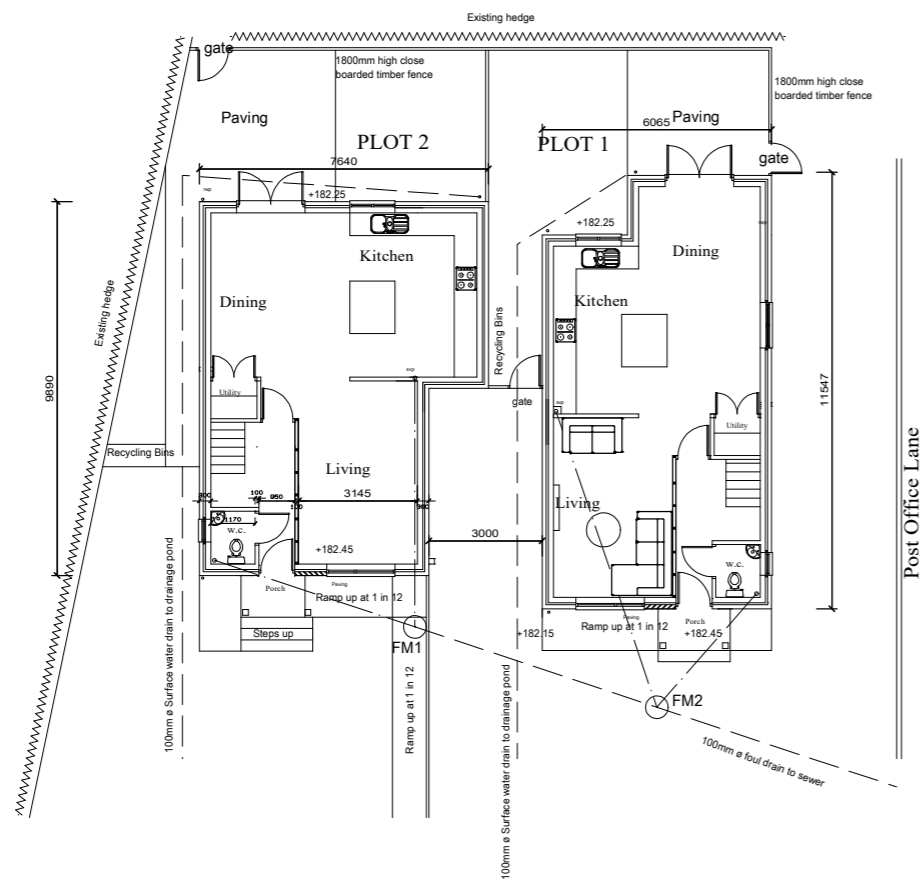 Existing hedge
gate
1800mm high close
boarded timber fence
1800mm high close
boarded timber fence
Paving
6065
Paving
PLOT 2
PLOT 1
7640
gate
+182.25
+182.25
Kitchen
Dining
Dining
Kitchen
Existing hedge
Recycling Bins
9890
11547
Utility
gate
Utility
Recycling Bins
Living
Living
300
100
950
3145
100
1170
w.c.
3000
+182.45
w.c.
Post Office Lane
Porch
Paving
Ramp up at 1 in 12
Paving
Porch
Ramp up at 1 in 12
+182.15
+182.45
Steps up
FM1
FM2
100mm ø Surface water drain to drainage pond
Ramp up at 1 in 12
100mm ø Surface water drain to drainage pond
100mm ø foul drain to sewer